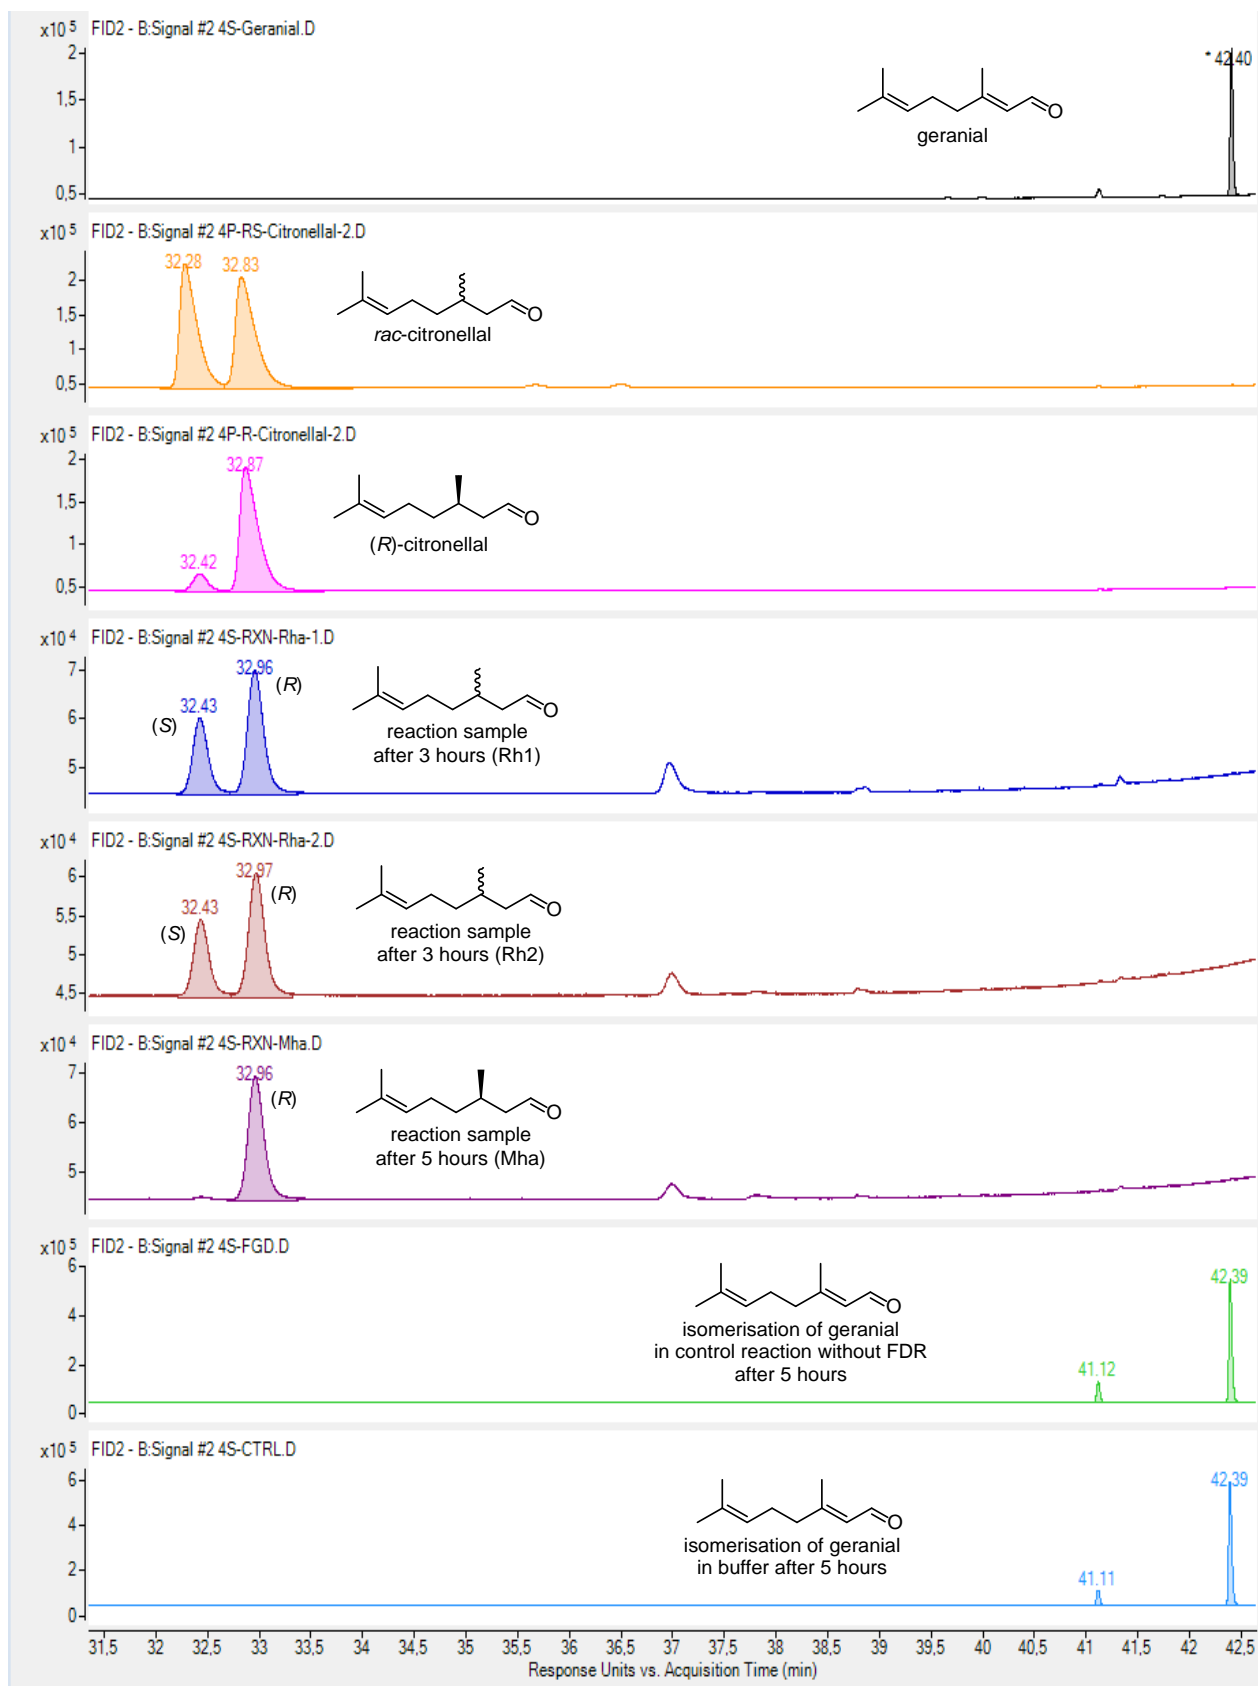 x10 5 FID2 - B:Signal #2 4S-Geranial.D
2
* 42,40
1,5
geranial
1
0,5
x10 5 FID2 - B:Signal #2 4P-RS-Citronellal-2.D
32,28 32,83
2
1,5
O
rac-citronellal
1
0,5
x10 5 FID2 - B:Signal #2 4P-R-Citronellal-2.D
2
32,87
1,5
O
(R)-citronellal
1
32,42
0,5
x10 4 FID2 - B:Signal #2 4S-RXN-Rha-1.D
7
32,96
(R)
32,43
(S)
O
6
reaction sample
after 3 hours (Rh1)
5
x10 4 FID2 - B:Signal #2 4S-RXN-Rha-2.D
32,97
6
(R)
32,43
O
5,5
(S)
reaction sample
after 3 hours (Rh2)
5
4,5
x10 4 FID2 - B:Signal #2 4S-RXN-Mha.D
7
32,96
(R)
O
6
reaction sample
after 5 hours (Mha)
5
x10 5 FID2 - B:Signal #2 4S-FGD.D
6
42,39
O
isomerisation of geranial
in control reaction without FDR
after 5 hours
4
2
41,12
0
x10 5 FID2 - B:Signal #2 4S-CTRL.D
6
42,39
O
isomerisation of geranial
in buffer after 5 hours
4
2
41,11
0
31,5 32 32,5 33 33,5 34 34,5 35 35,5 36 36,5 37 37,5 38 38,5 39 39,5 40 40,5 41 41,5 42 42,5
Response Units vs. Acquisition Time (min)